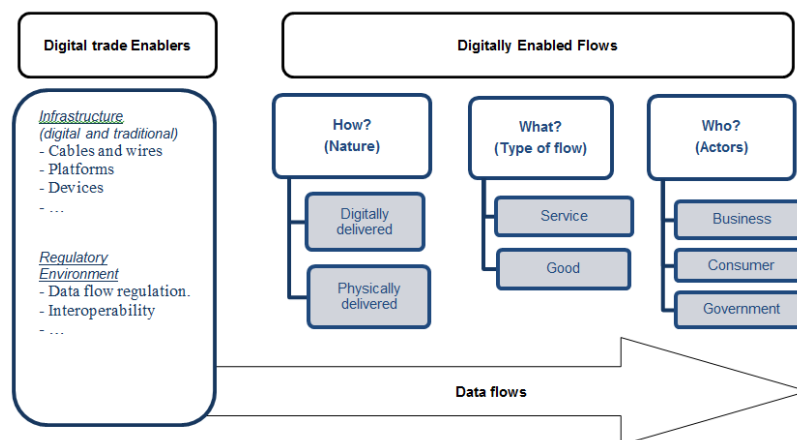 Digital trade Enablers
Digitally Enabled Flows
Infrastructure
(digital and traditional)
- Cables and wires
- Platforms
- Devices
- …
Regulatory
Environment
- Data flow regulation.
- Interoperability
- …
How?
(Nature)
Digitally
delivered
Physically
delivered
What?
(Type of flow)
Service
Good
Who?
(Actors)
Business
Consumer
Government
Data flows